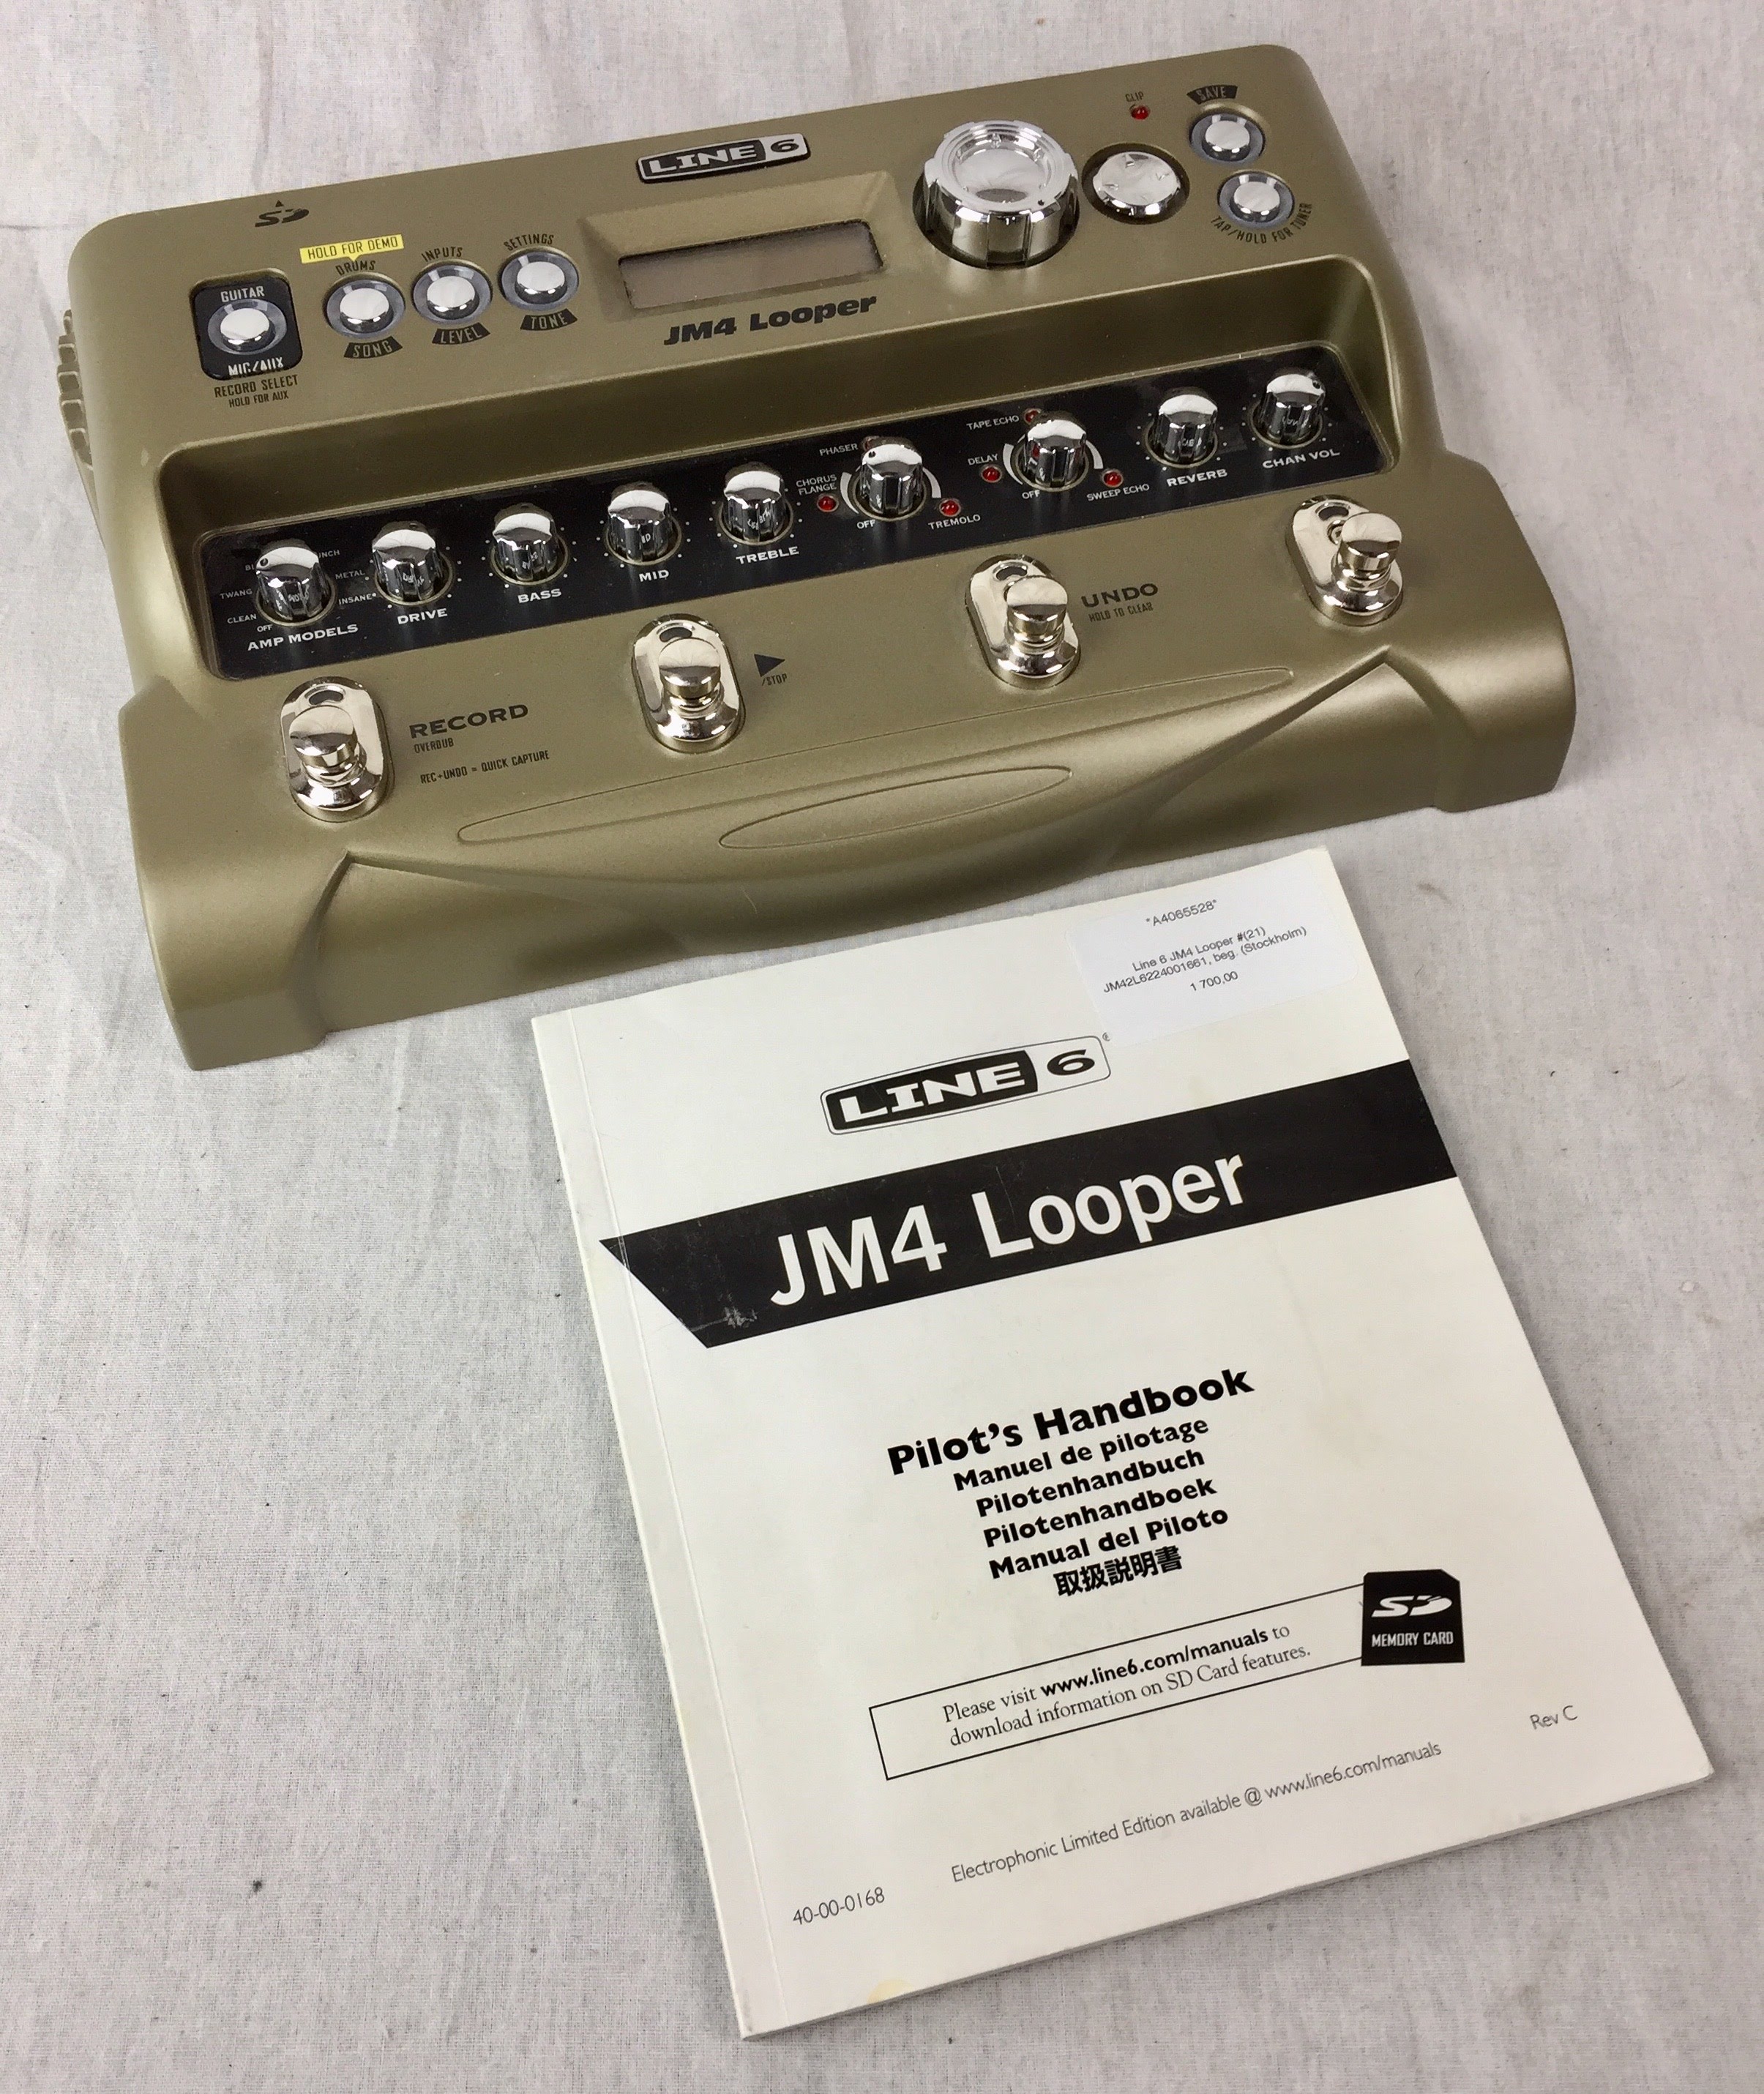 CLIP
SAVE
LINE 6
SD
HOLD FOR DEMO
DRUMS
INPUTS
SETTINGS
TAP/HOLD FOR TUNER
GUITAR
MIC/AUX
SONG
LEVEL
TONE
RECORD SELECT
HOLD FOR AUX
JM4 Looper
TAPE ECHO
PHASER
DELAY
CHORUS
FLANGE
OFF
TREMOLO
OFF
SWEEP ECHO
REVERB
CHAN VOL
METAL
TWANG
INSANE
CLEAN
OFF
AMP MODELS
DRIVE
BASS
MID
TREBLE
RECORD
OVERDUB
REC+UNDO = QUICK CAPTURE
/STOP
UNDO
HOLD TO CLEAR
"A4065528"
Line 6 JM4 Looper #(21)
JM42L6224001661, beg. (Stockholm)
1 700,00
LINE 6
JM4 Looper
Pilot's Handbook
Manuel de pilotage
Pilotenhandbuch
Pilotenhandboek
Manual del Piloto
取扱説明書
SD
MEMORY CARD
Please visit www.line6.com/manuals to
download information on SD Card features.
Rev C
Electrophonic Limited Edition available @ www.line6.com/manuals
40-00-0168